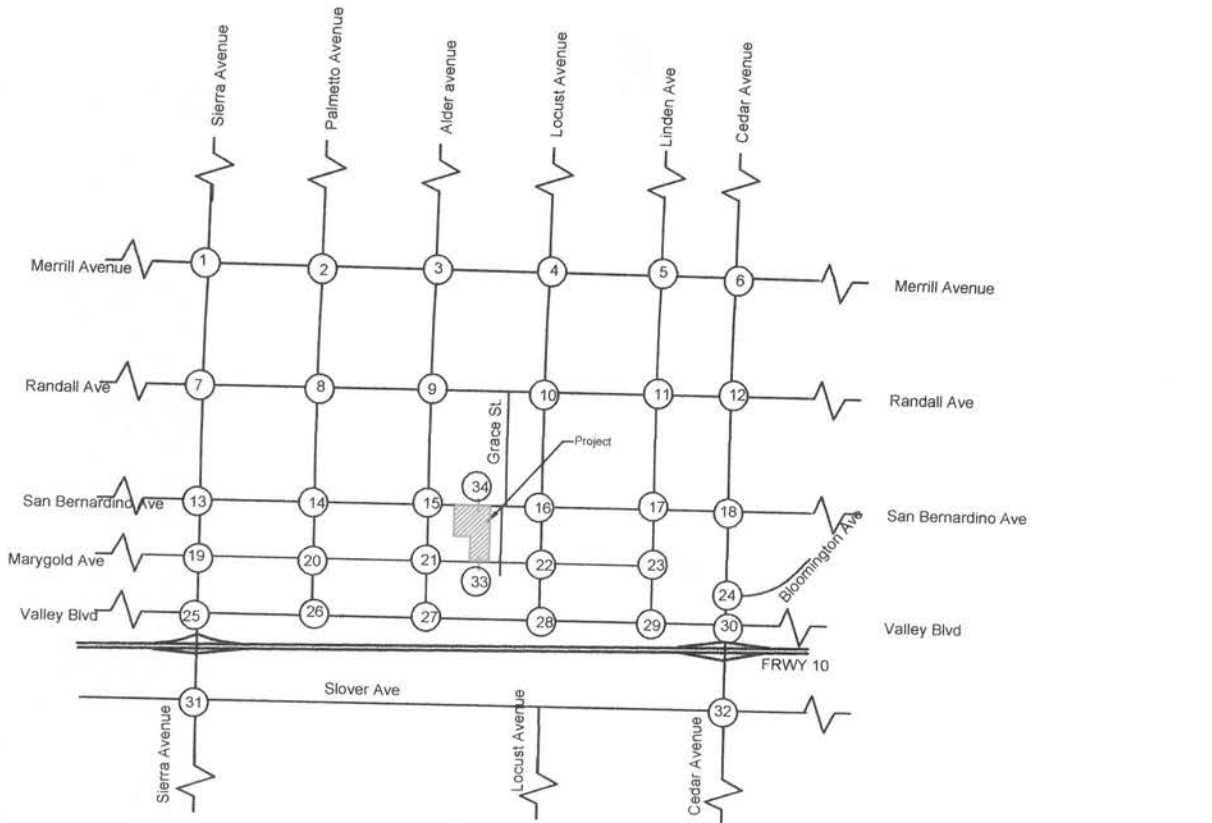 Sierra Avenue
Palmetto Avenue
Alder avenue
Locust Avenue
Linden Ave
Cedar Avenue
Merrill Avenue
1
2
3
4
5
6
Merrill Avenue
Randall Ave
7
8
9
10
11
12
Randall Ave
Grace St.
Project
34
San Bernardino Ave
13
14
15
16
17
18
San Bernardino Ave
Marygold Ave
19
20
21
22
23
33
24
Bloomington Ave
Valley Blvd
25
26
27
28
29
30
Valley Blvd
FRWY 10
Slover Ave
31
32
Sierra Avenue
Locust Avenue
Cedar Avenue